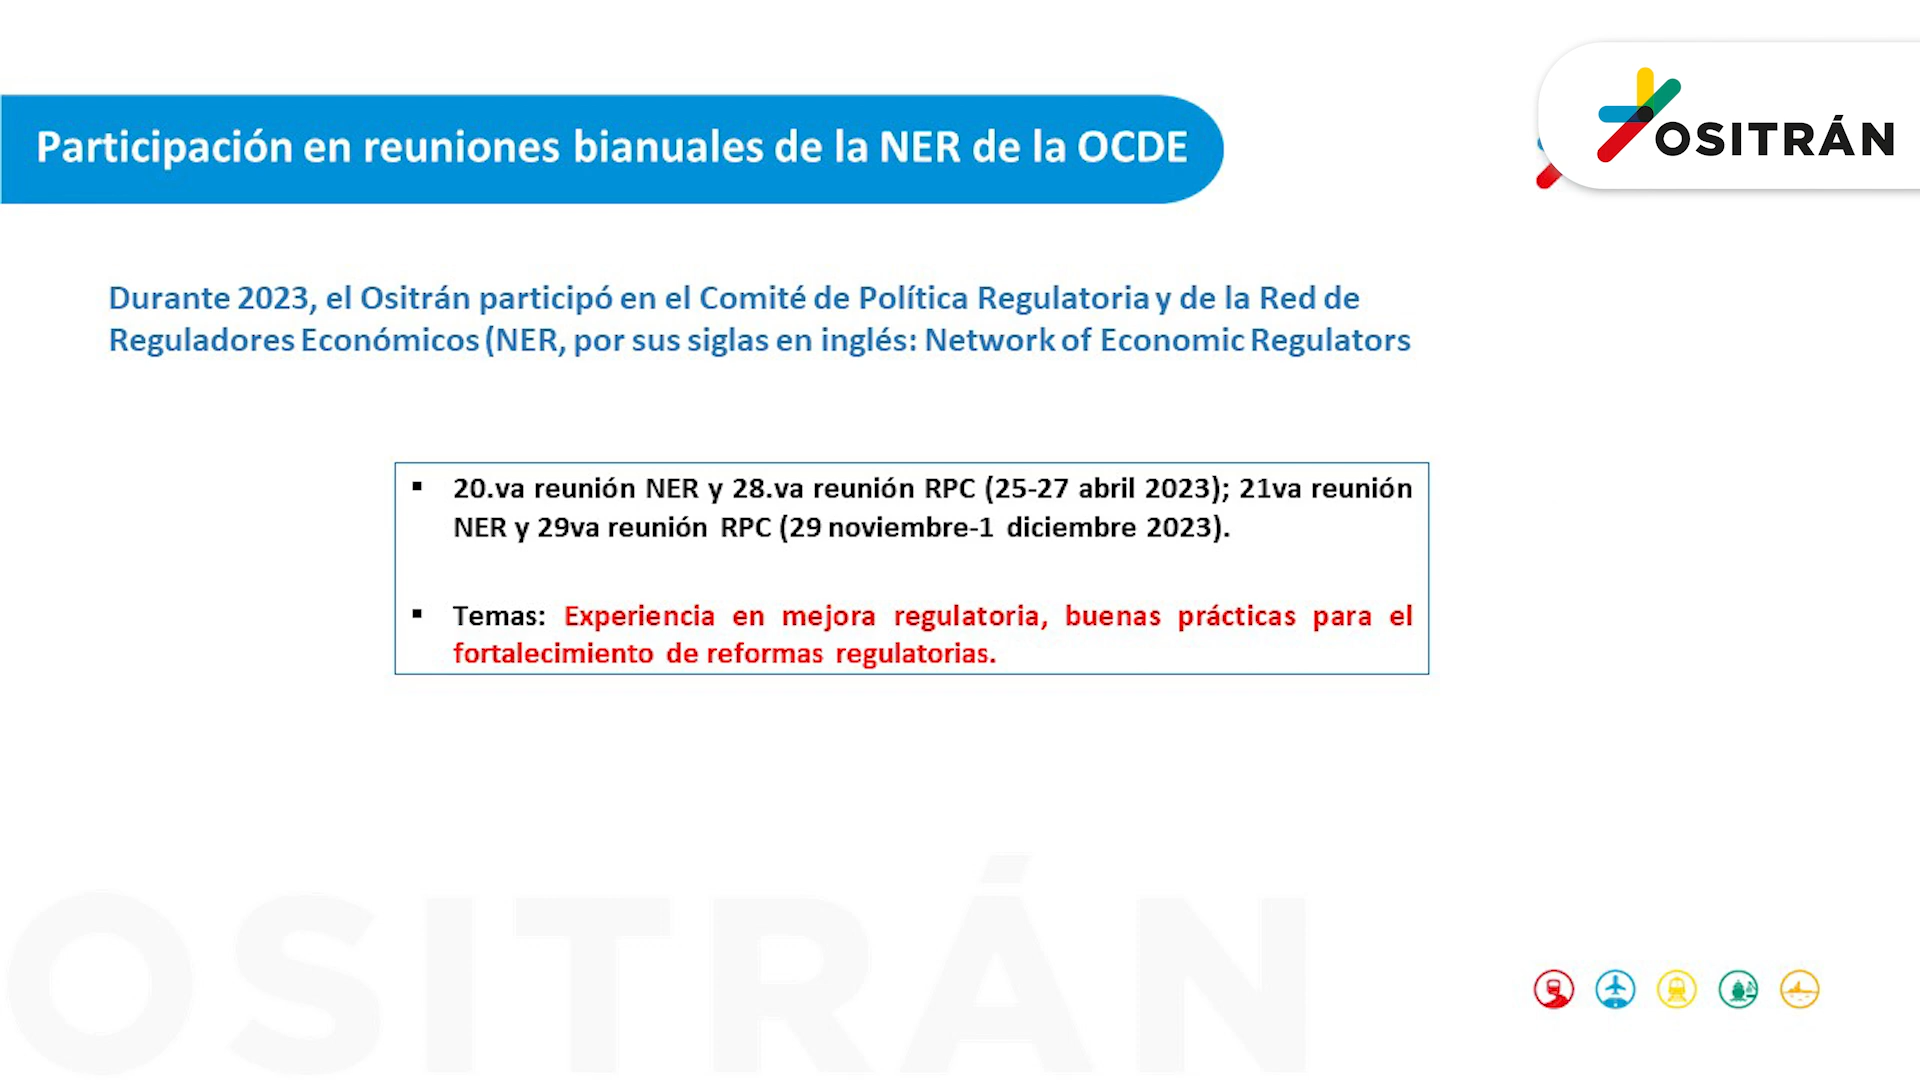 OSITRÁN
Participación en reuniones bianuales de la NER de la OCDE
Durante 2023, el Ositrán participó en el Comité de Política Regulatoria y de la Red de
Reguladores Económicos (NER, por sus siglas en inglés: Network of Economic Regulators
▪ 20.va reunión NER y 28.va reunión RPC (25-27 abril 2023); 21va reunión
NER y 29va reunión RPC (29 noviembre-1 diciembre 2023).
▪ Temas: Experiencia en mejora regulatoria, buenas prácticas para el
fortalecimiento de reformas regulatorias.
OSITRÁN